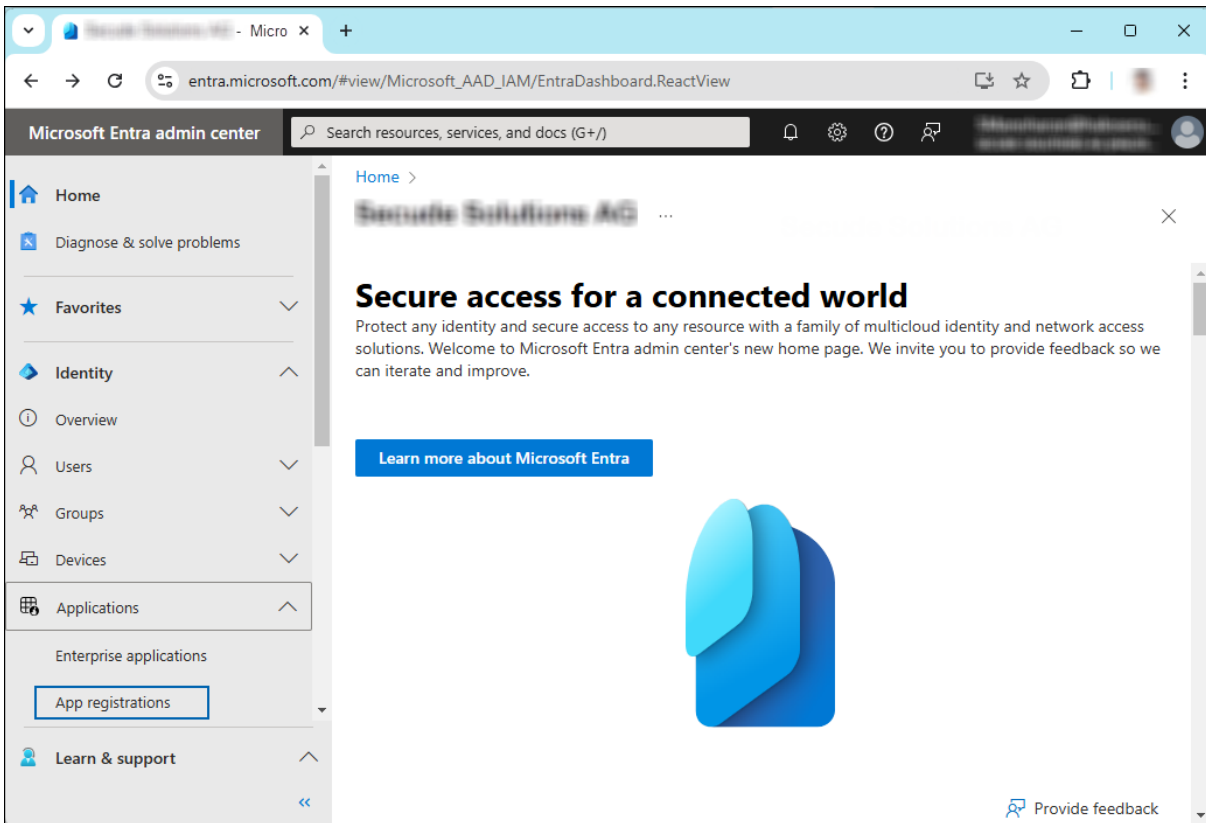 - Micro
entra.microsoft.com/#view/Microsoft_AAD_IAM/EntraDashboard.ReactView
Microsoft Entra admin center
Search resources, services, and docs (G+/)
Home
Diagnose & solve problems
Favorites
Identity
Overview
Users
Groups
Devices
Applications
Enterprise applications
App registrations
Learn & support
Home >
Secure access for a connected world
Protect any identity and secure access to any resource with a family of multicloud identity and network access
solutions. Welcome to Microsoft Entra admin center's new home page. We invite you to provide feedback so we
can iterate and improve.
Learn more about Microsoft Entra
Provide feedback